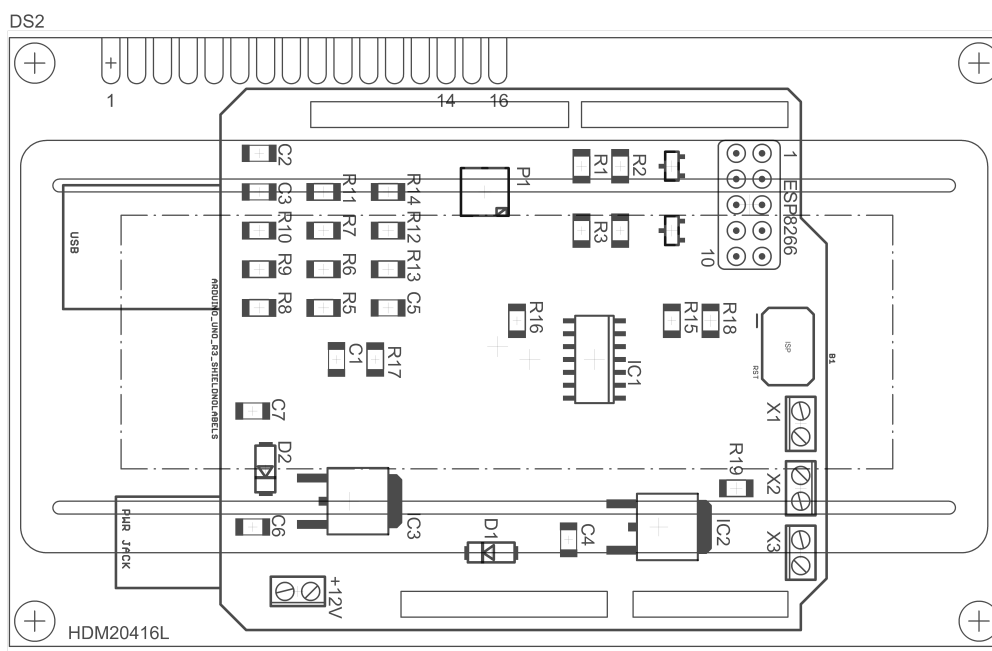 DS2
1
14
16
C2
C3
R10
R9
R8
R11
R7
R6
R5
R14
R12
R13
C5
P1
R1
R2
R3
1
ESP8266
10
USB
ARDUINO_UNO_R3_SHIELDNOLABELS
R16
R15
R18
ISP
RST
B1
C1
R17
IC1
X1
C7
D2
R19
X2
C3
IC2
X3
C6
D1
C4
PWR JACK
+12V
HDM20416L